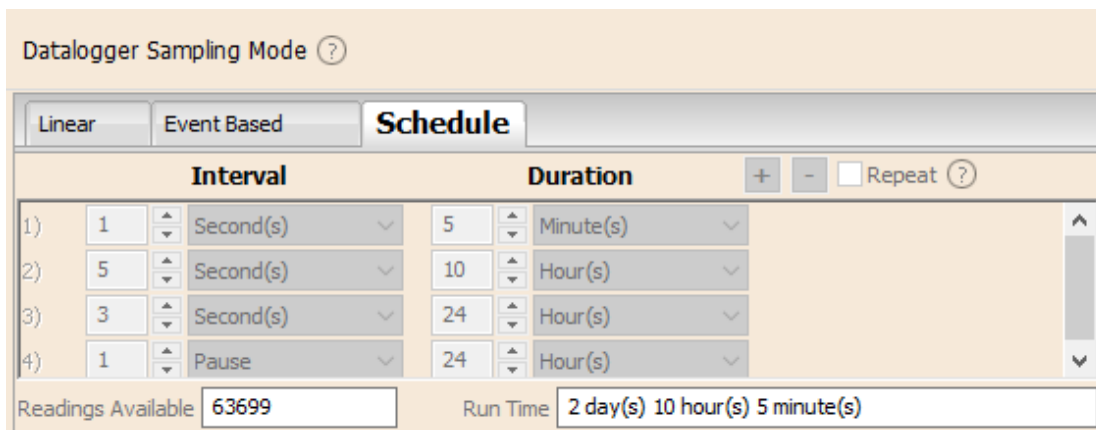 Datalogger Sampling Mode ?
Linear Event Based Schedule
Interval Duration + - Repeat ?
1) 1 Second(s) 5 Minute(s)
2) 5 Second(s) 10 Hour(s)
3) 3 Second(s) 24 Hour(s)
4) 1 Pause 24 Hour(s)
Readings Available 63699 Run Time 2 day(s) 10 hour(s) 5 minute(s)